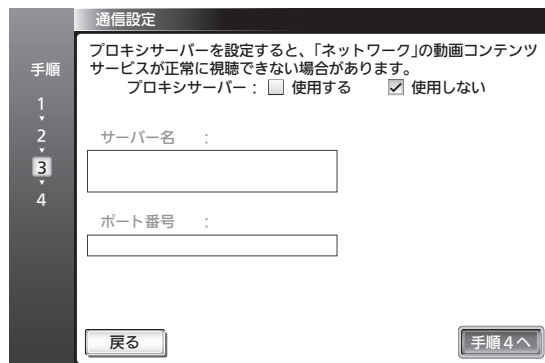 通信設定
手順
1
2
3
4
プロキシサーバーを設定すると、「ネットワーク」の動画コンテンツ
サービスが正常に視聴できない場合があります。
プロキシサーバー： 使用する 使用しない
サーバー名 ：
ポート番号 ：
戻る
手順4へ